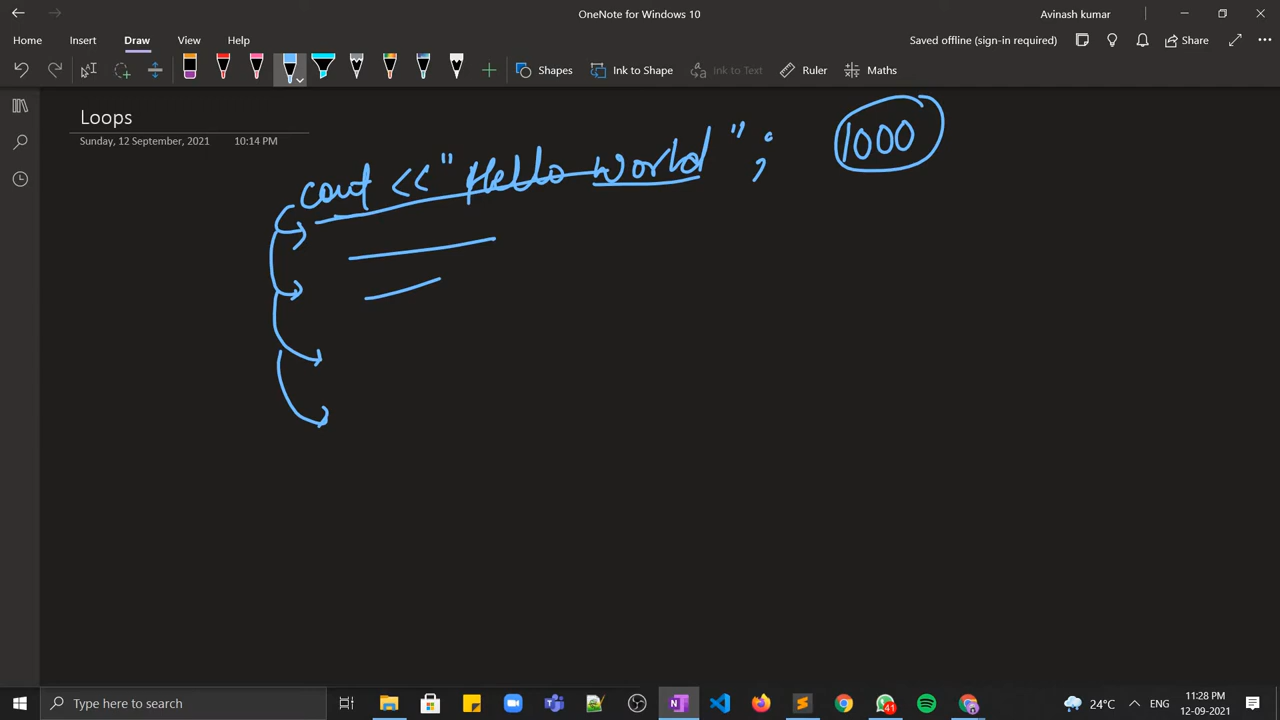 OneNote for Windows 10
Avinash kumar
Home Insert Draw View Help
Saved offline (sign-in required)
Share
Shapes
Ink to Shape
Ink to Text
Ruler
Maths
Loops
Sunday, 12 September, 2021 10:14 PM
cout <<"Hello world";
1000
Type here to search
N
41
24°C
ENG
11:28 PM
12-09-2021